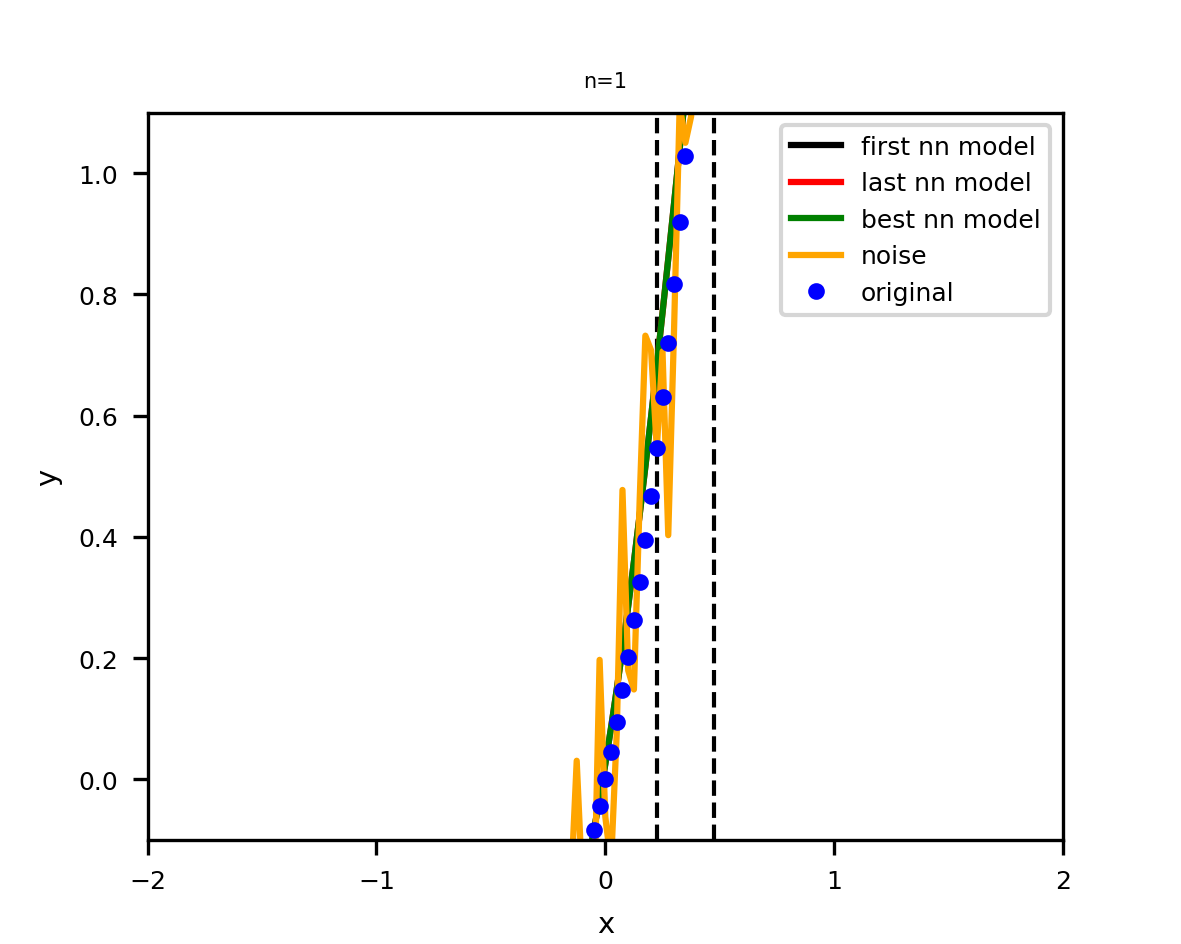 n=1
first nn model
last nn model
best nn model
noise
original
1.0
0.8
0.6
0.4
0.2
0.0
y
−2
−1
0
1
2
x